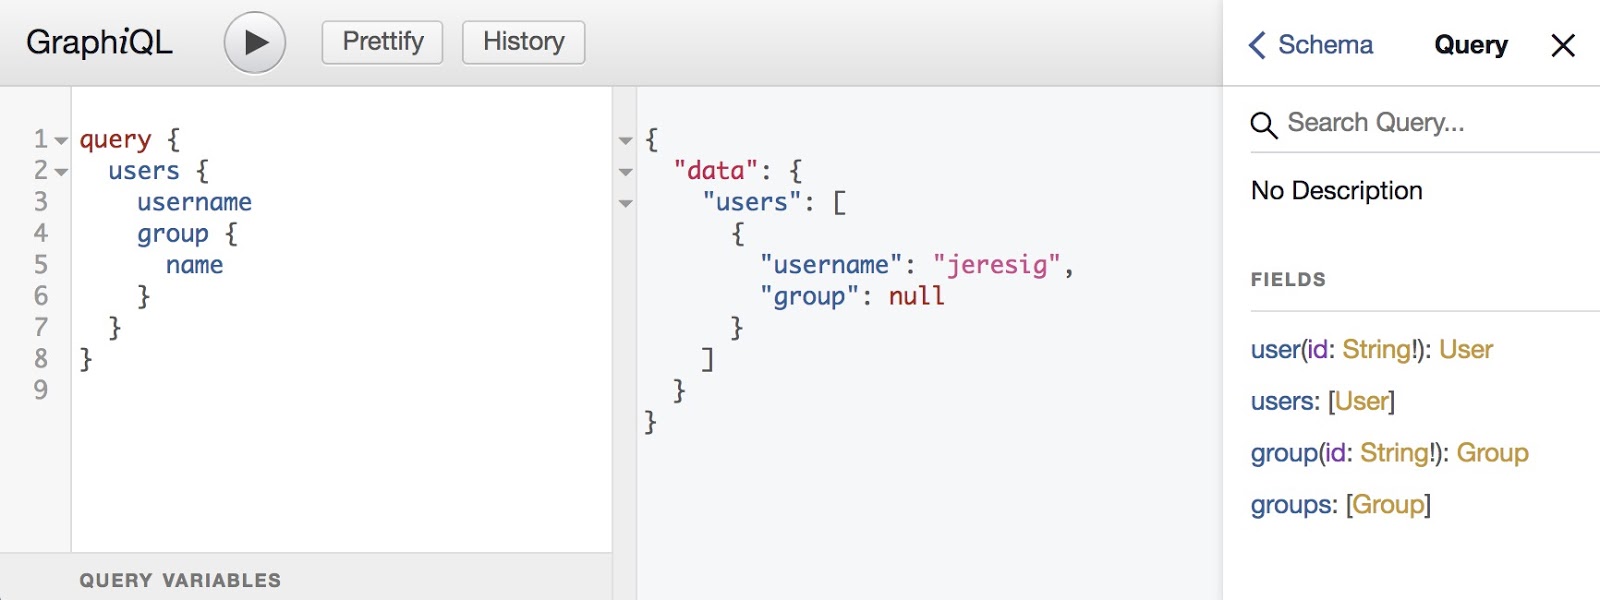 GraphiQL
Prettify
History
1 query {
2   users {
3     username
4     group {
5       name
6     }
7   }
8 }
9
QUERY VARIABLES
{
  "data": {
    "users": [
      {
        "username": "jeresig",
        "group": null
      }
    ]
  }
}
Schema
Query
Search Query...
No Description
FIELDS
user(id: String!): User
users: [User]
group(id: String!): Group
groups: [Group]